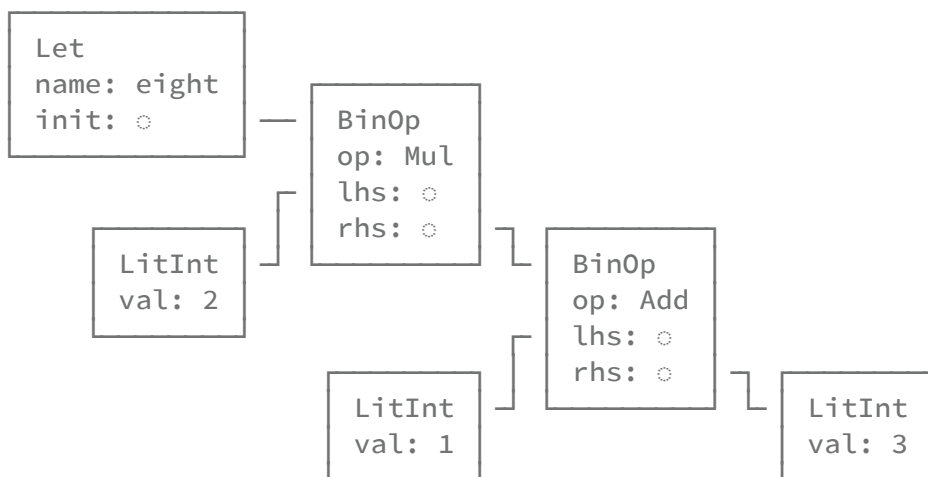 Let
name: eight
init: ◌
BinOp
op: Mul
lhs: ◌
rhs: ◌
LitInt
val: 2
BinOp
op: Add
lhs: ◌
rhs: ◌
LitInt
val: 1
LitInt
val: 3